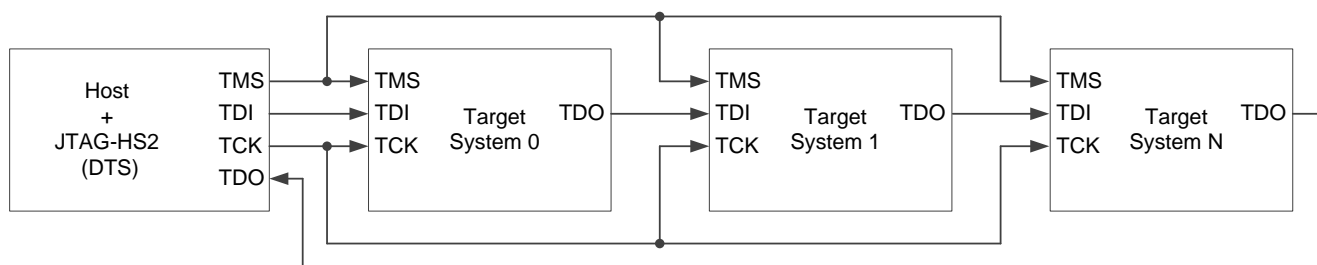 Host
+
JTAG-HS2
(DTS)
TMS
TDI
TCK
TDO
TMS
TDI
TCK
Target
System 0
TDO
TMS
TDI
TCK
Target
System 1
TDO
TMS
TDI
TCK
Target
System N
TDO